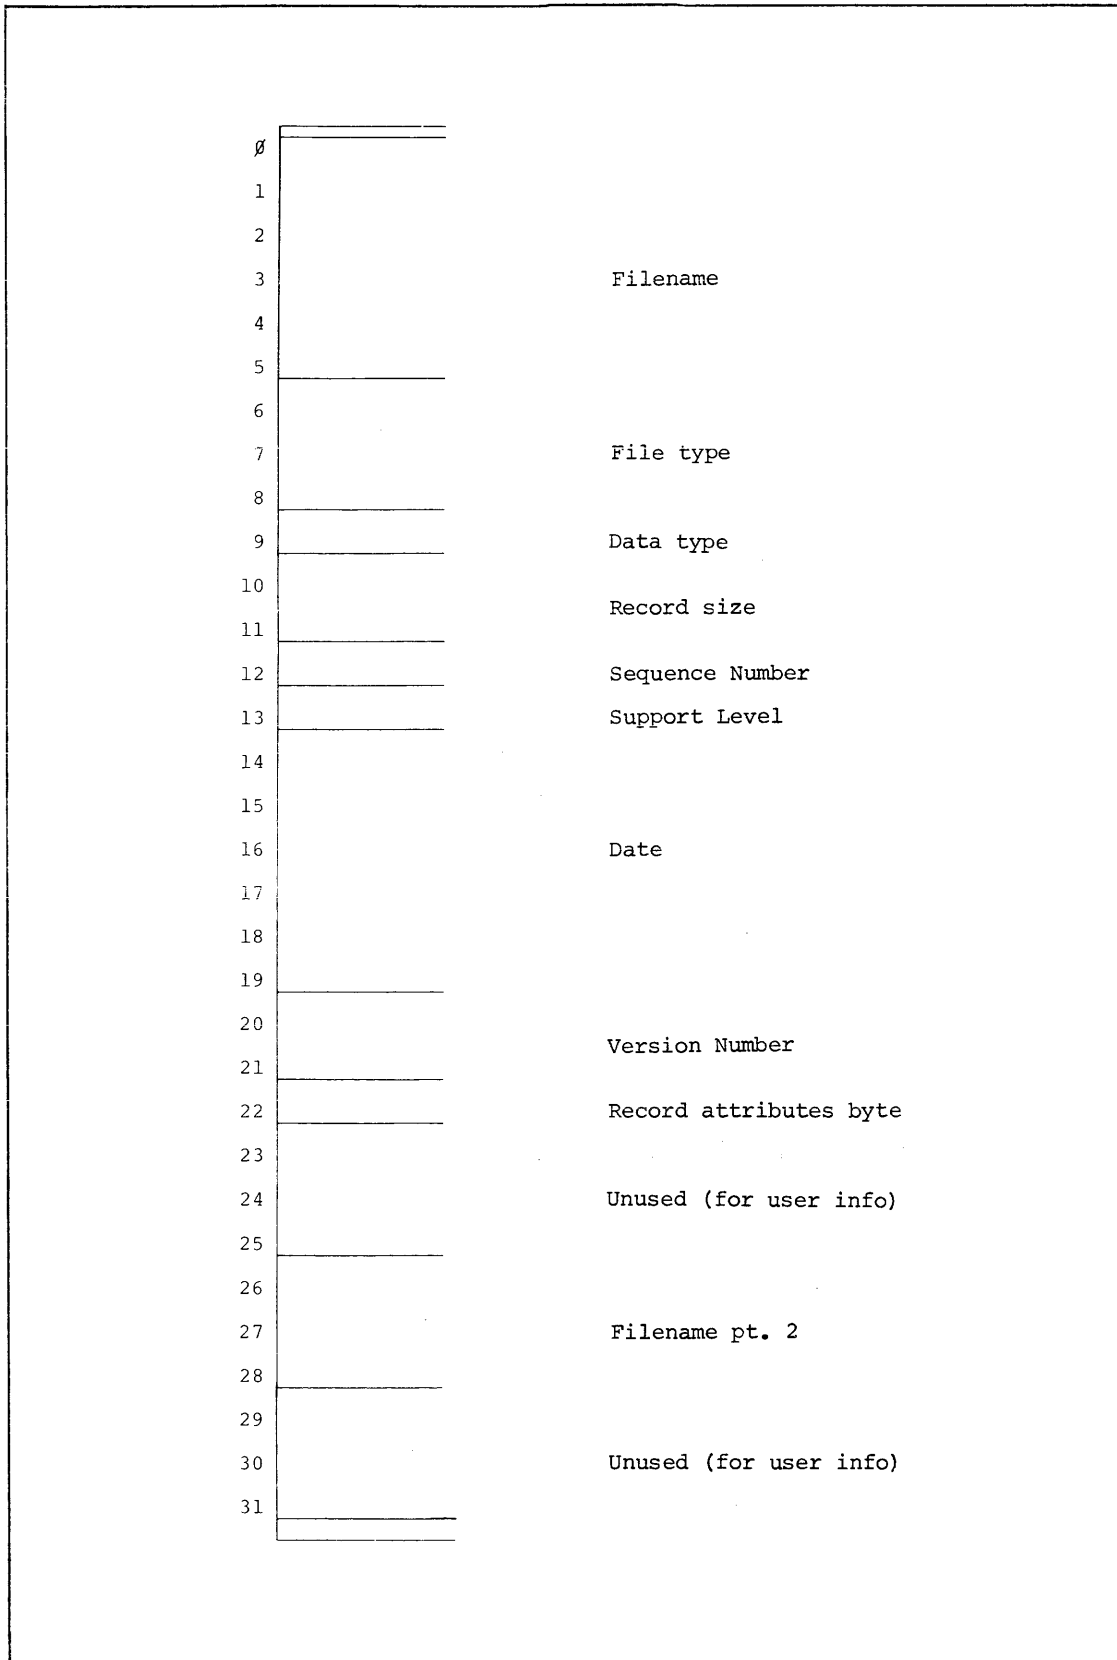 Ø
1
2
3 Filename
4
5
6
7 File type
8
9 Data type
10
Record size
11
12 Sequence Number
13 Support Level
14
15
16 Date
17
18
19
20
Version Number
21
22 Record attributes byte
23
24 Unused (for user info)
25
26
27 Filename pt. 2
28
29
30 Unused (for user info)
31